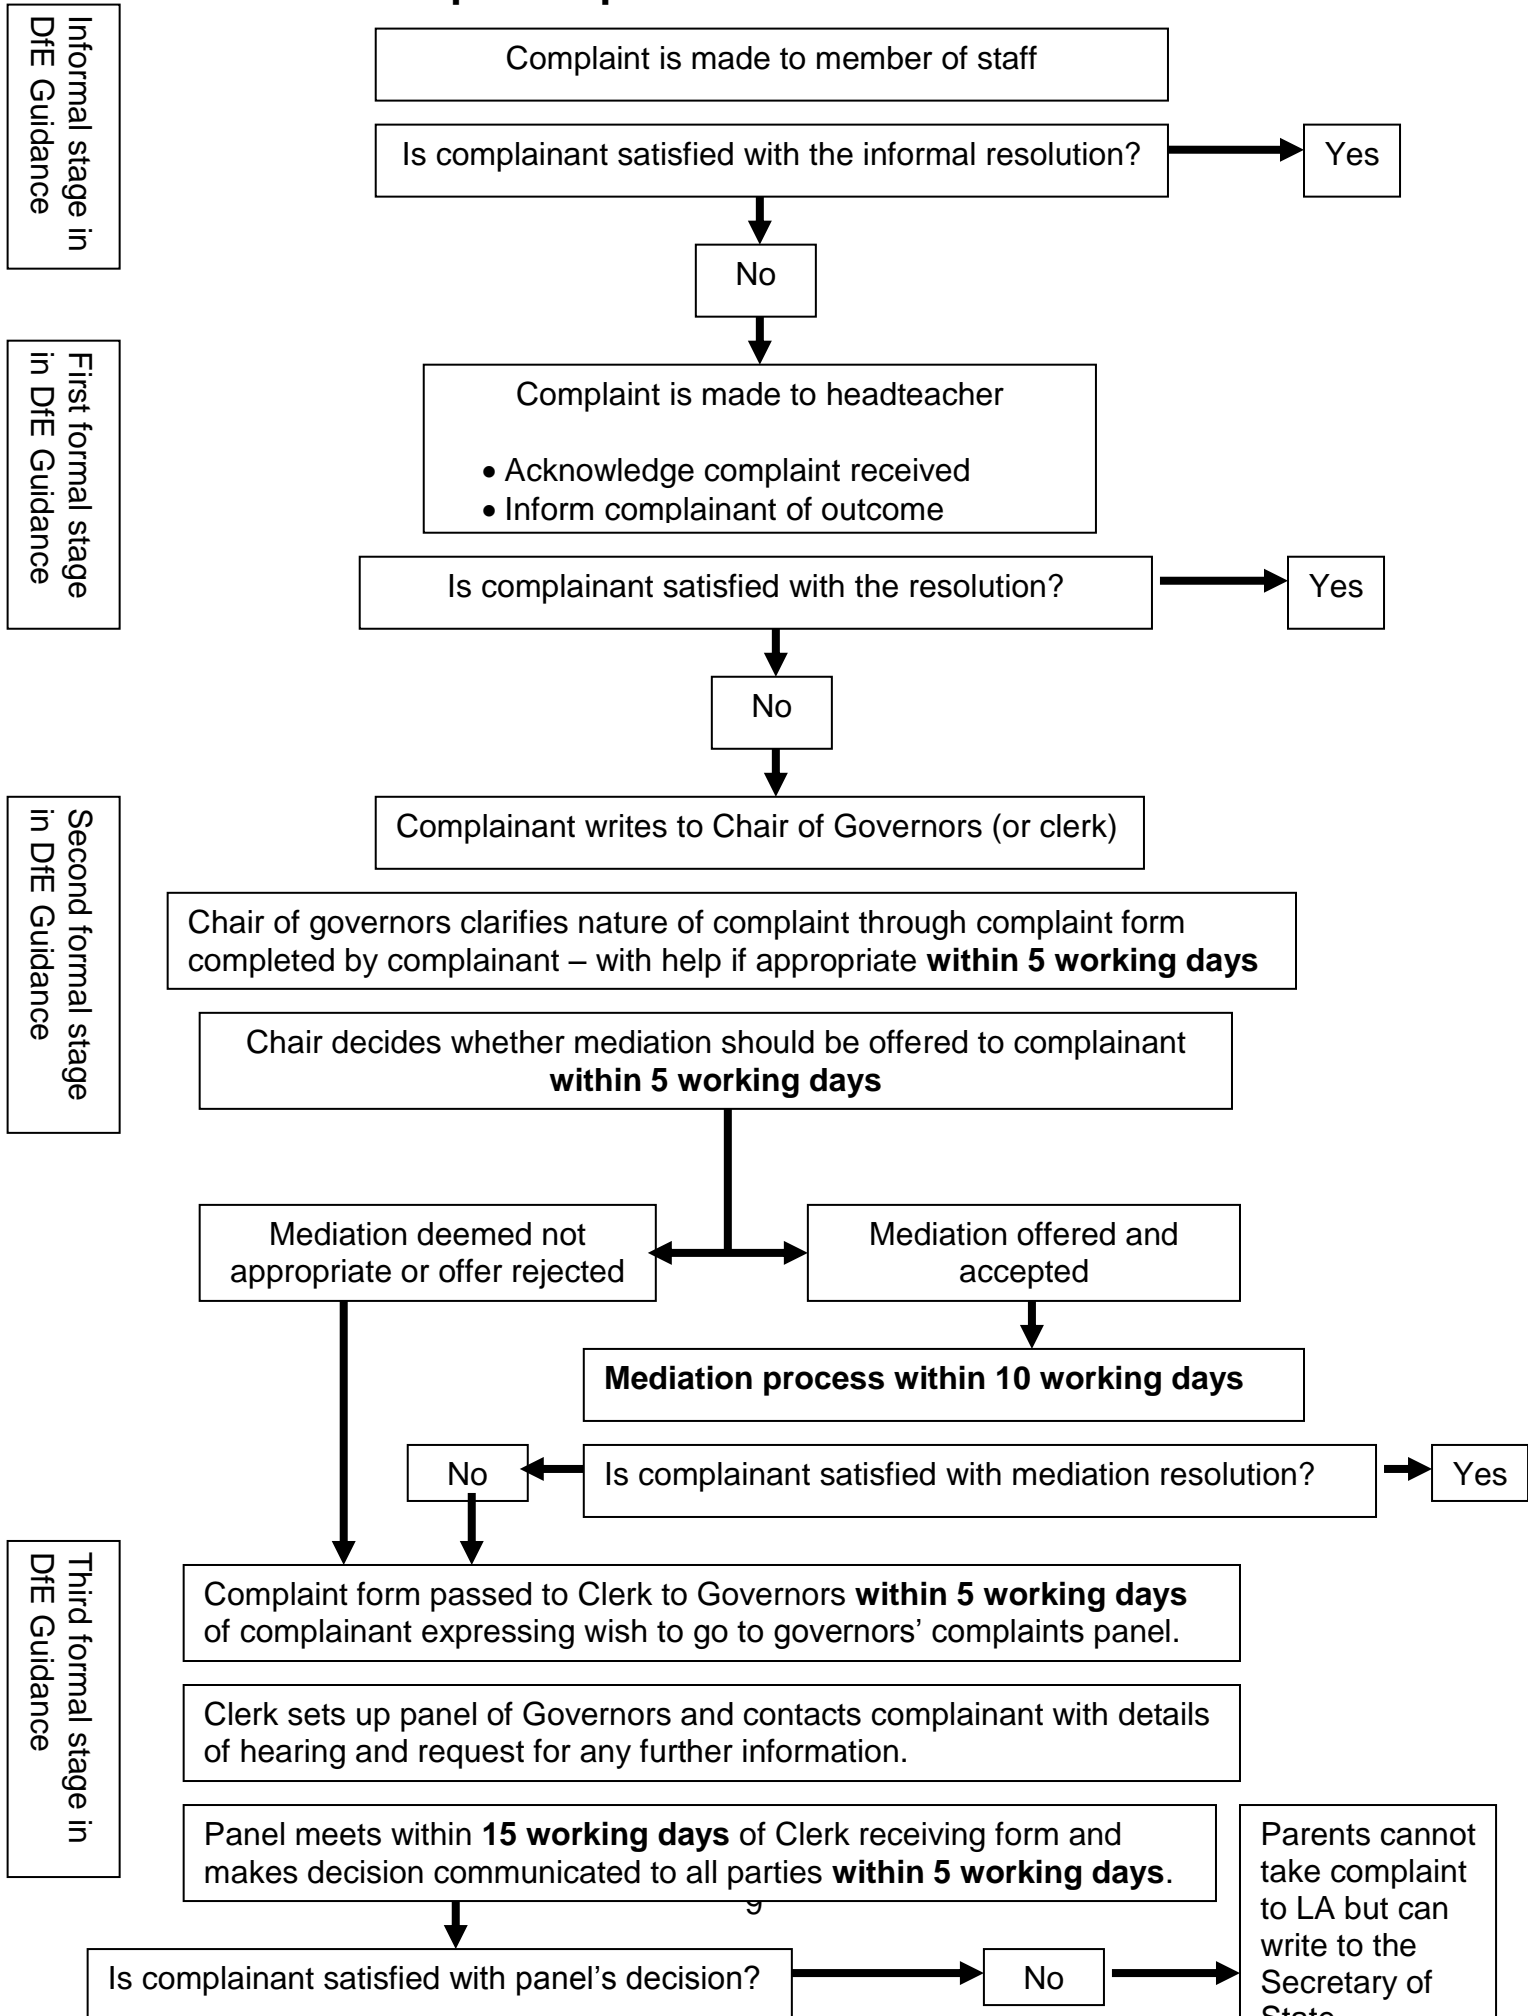 Informal stage in
DfE Guidance
Complaint is made to member of staff
Is complainant satisfied with the informal resolution?
Yes
No
First formal stage
in DfE Guidance
Complaint is made to headteacher
• Acknowledge complaint received
• Inform complainant of outcome
Is complainant satisfied with the resolution?
Yes
No
Second formal stage
in DfE Guidance
Complainant writes to Chair of Governors (or clerk)
Chair of governors clarifies nature of complaint through complaint form
completed by complainant – with help if appropriate within 5 working days
Chair decides whether mediation should be offered to complainant
within 5 working days
Mediation deemed not
appropriate or offer rejected
Mediation offered and
accepted
Mediation process within 10 working days
No
Is complainant satisfied with mediation resolution?
Yes
Third formal stage in
DfE Guidance
Complaint form passed to Clerk to Governors within 5 working days
of complainant expressing wish to go to governors’ complaints panel.
Clerk sets up panel of Governors and contacts complainant with details
of hearing and request for any further information.
Panel meets within 15 working days of Clerk receiving form and
makes decision communicated to all parties within 5 working days.
Is complainant satisfied with panel’s decision?
No
Parents cannot
take complaint
to LA but can
write to the
Secretary of
State